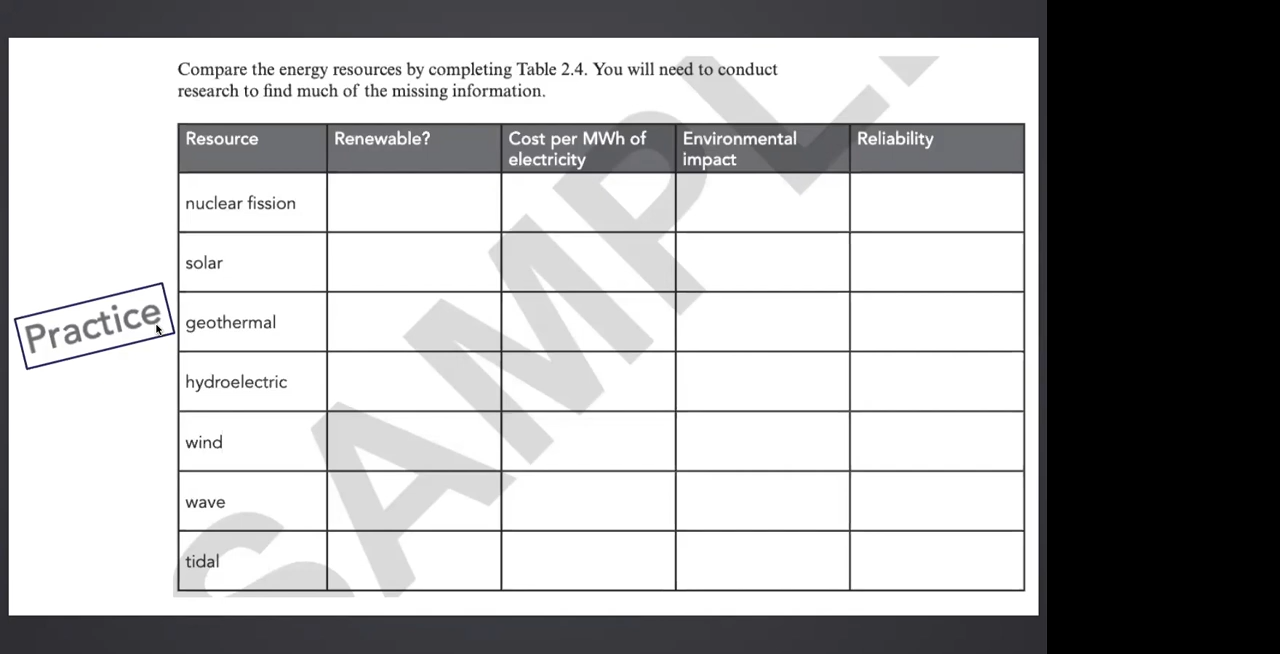 Compare the energy resources by completing Table 2.4. You will need to conduct
research to find much of the missing information.
Resource Renewable? Cost per MWh of electricity Environmental impact Reliability
nuclear fission
solar
Practice
geothermal
hydroelectric
wind
wave
tidal
SAMPL